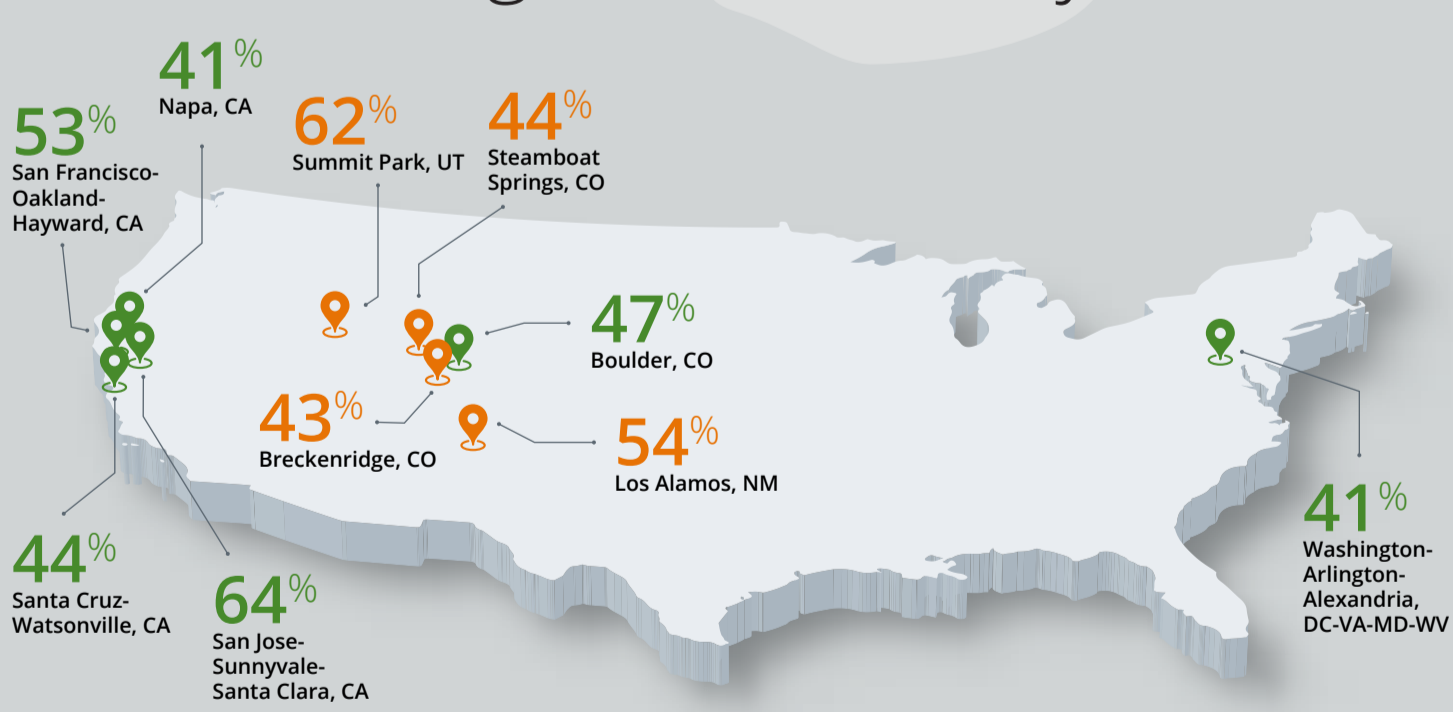 41%
Napa, CA
53%
San Francisco-
Oakland-
Hayward, CA
62%
Summit Park, UT
44%
Steamboat
Springs, CO
47%
Boulder, CO
43%
Breckenridge, CO
54%
Los Alamos, NM
44%
Santa Cruz-
Watsonville, CA
64%
San Jose-
Sunnyvale-
Santa Clara, CA
41%
Washington-
Arlington-
Alexandria,
DC-VA-MD-WV